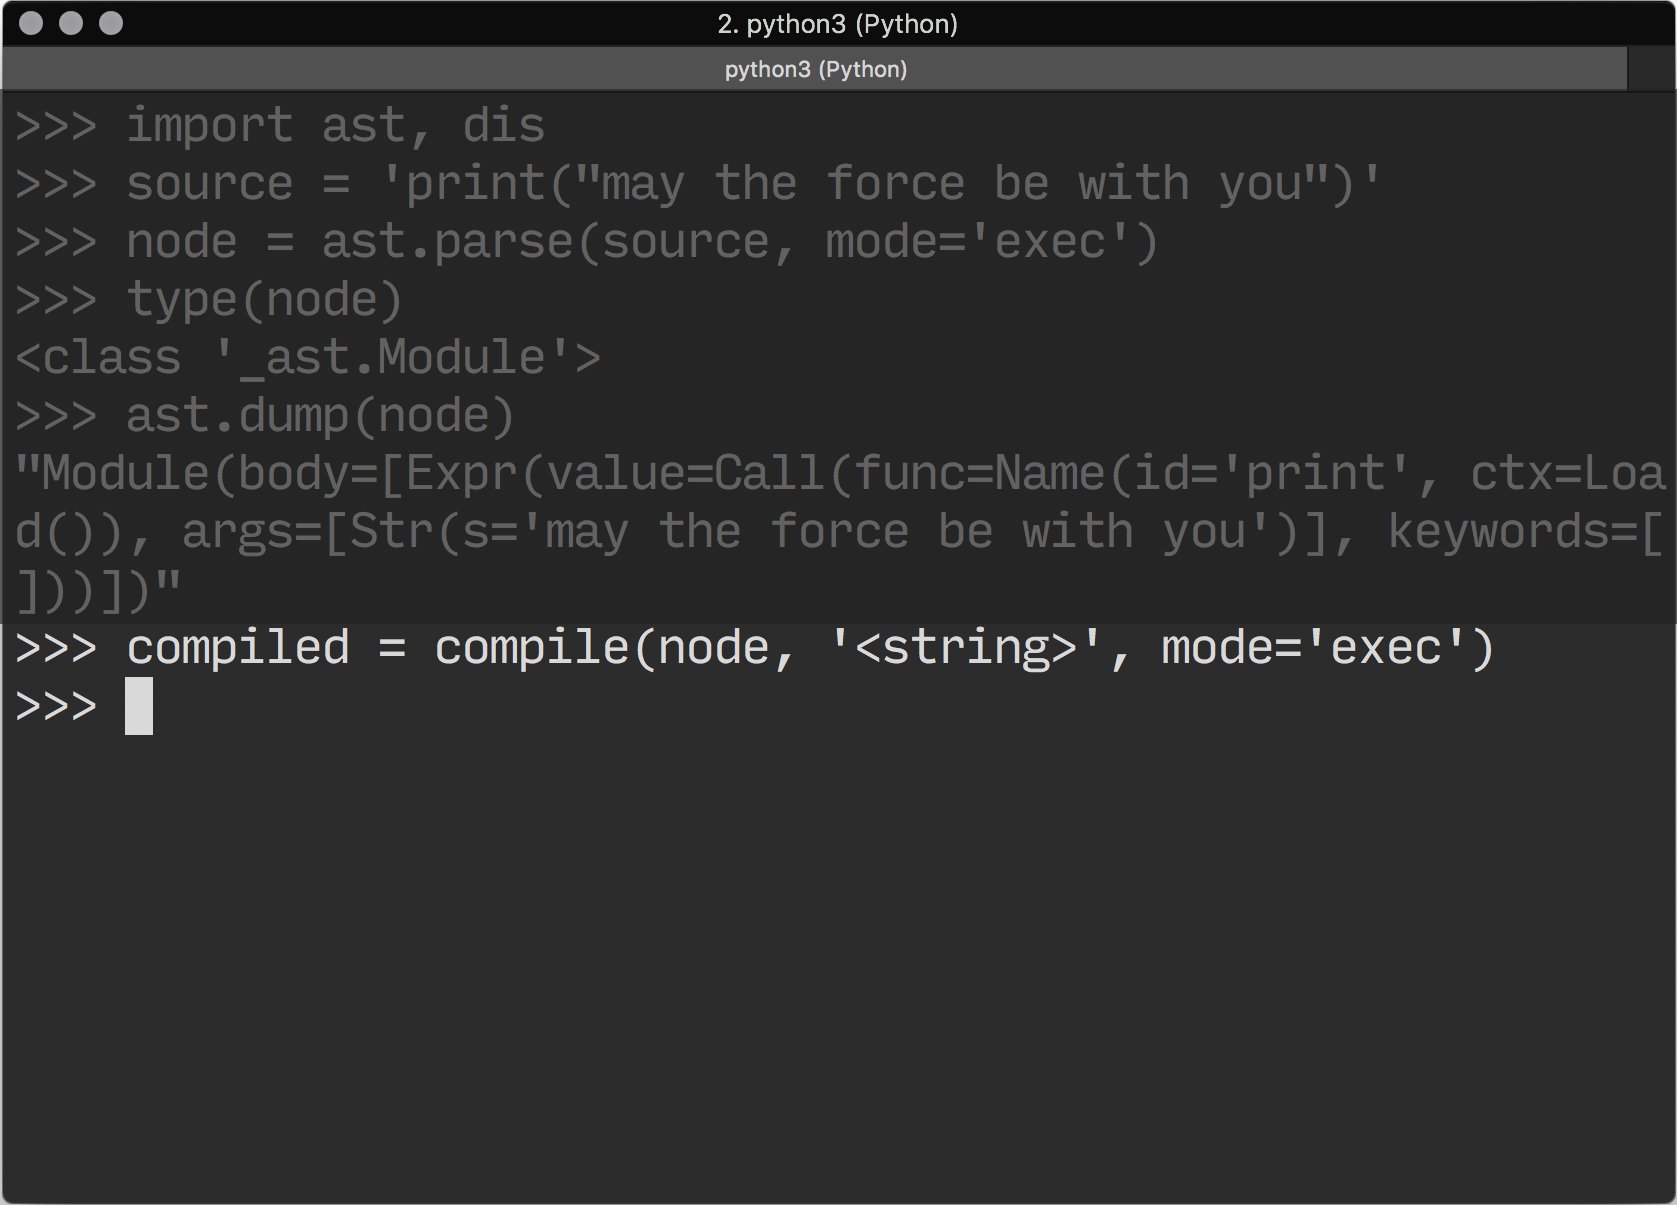 2. python3 (Python)
python3 (Python)
>>> import ast, dis
>>> source = 'print("may the force be with you")'
>>> node = ast.parse(source, mode='exec')
>>> type(node)
<class '_ast.Module'>
>>> ast.dump(node)
"Module(body=[Expr(value=Call(func=Name(id='print', ctx=Loa
d()), args=[Str(s='may the force be with you')], keywords=[
]))])"
>>> compiled = compile(node, '<string>', mode='exec')
>>>